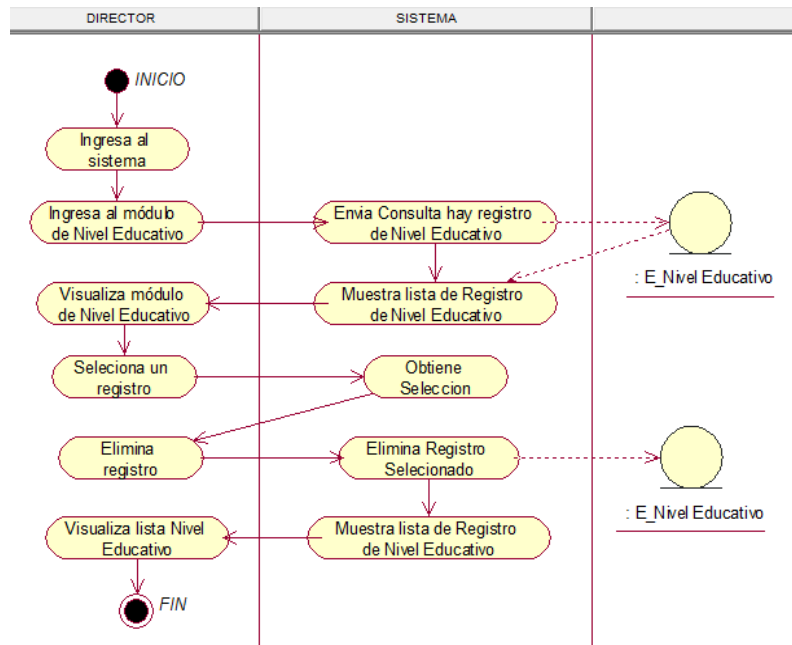 DIRECTOR
SISTEMA
INICIO
Ingresa al
sistema
Ingresa al módulo
de Nivel Educativo
Envia Consulta hay registro
de Nivel Educativo
: E_Nivel Educativo
Visualiza módulo
de Nivel Educativo
Muestra lista de Registro
de Nivel Educativo
Seleciona un
registro
Obtiene
Seleccion
Elimina
registro
Elimina Registro
Selecionado
: E_Nivel Educativo
Visualiza lista Nivel
Educativo
Muestra lista de Registro
de Nivel Educativo
FIN